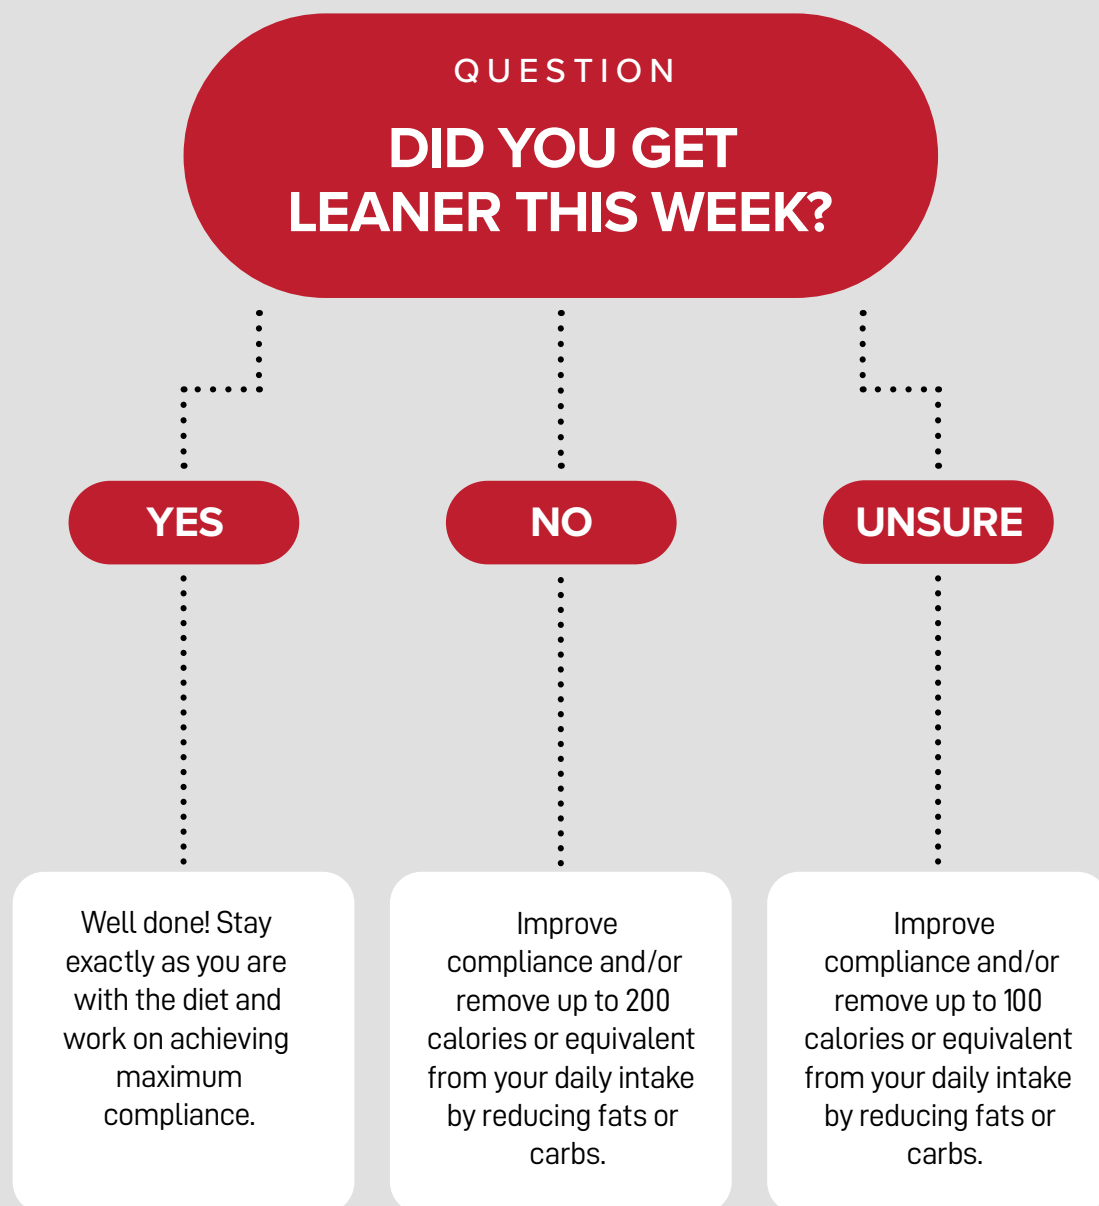 QUESTION
DID YOU GET
LEANER THIS WEEK?
YES
NO
UNSURE
Well done! Stay
exactly as you are
with the diet and
work on achieving
maximum
compliance.
Improve
compliance and/or
remove up to 200
calories or equivalent
from your daily intake
by reducing fats or
carbs.
Improve
compliance and/or
remove up to 100
calories or equivalent
from your daily intake
by reducing fats or
carbs.